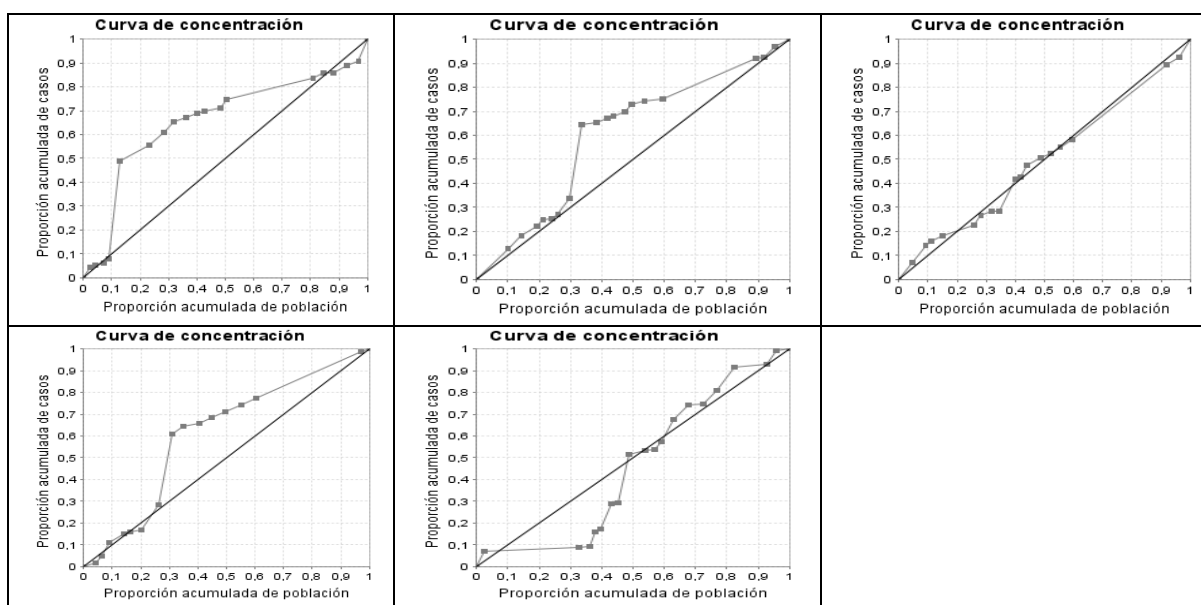 Curva de concentración
Proporción acumulada de casos
1
0,9
0,8
0,7
0,6
0,5
0,4
0,3
0,2
0,1
0
0 0,1 0,2 0,3 0,4 0,5 0,6 0,7 0,8 0,9 1
Proporción acumulada de población
Curva de concentración
Proporción acumulada de casos
1
0,9
0,8
0,7
0,6
0,5
0,4
0,3
0,2
0,1
0
0 0,1 0,2 0,3 0,4 0,5 0,6 0,7 0,8 0,9 1
Proporción acumulada de población
Curva de concentración
Proporción acumulada de casos
1
0,9
0,8
0,7
0,6
0,5
0,4
0,3
0,2
0,1
0
0 0,2 0,4 0,6 0,8 1
Proporción acumulada de población
Curva de concentración
Proporción acumulada de casos
1
0,9
0,8
0,7
0,6
0,5
0,4
0,3
0,2
0,1
0
0 0,1 0,2 0,3 0,4 0,5 0,6 0,7 0,8 0,9 1
Proporción acumulada de población
Curva de concentración
Proporción acumulada de casos
1
0,9
0,8
0,7
0,6
0,5
0,4
0,3
0,2
0,1
0
0 0,1 0,2 0,3 0,4 0,5 0,6 0,7 0,8 0,9 1
Proporción acumulada de población